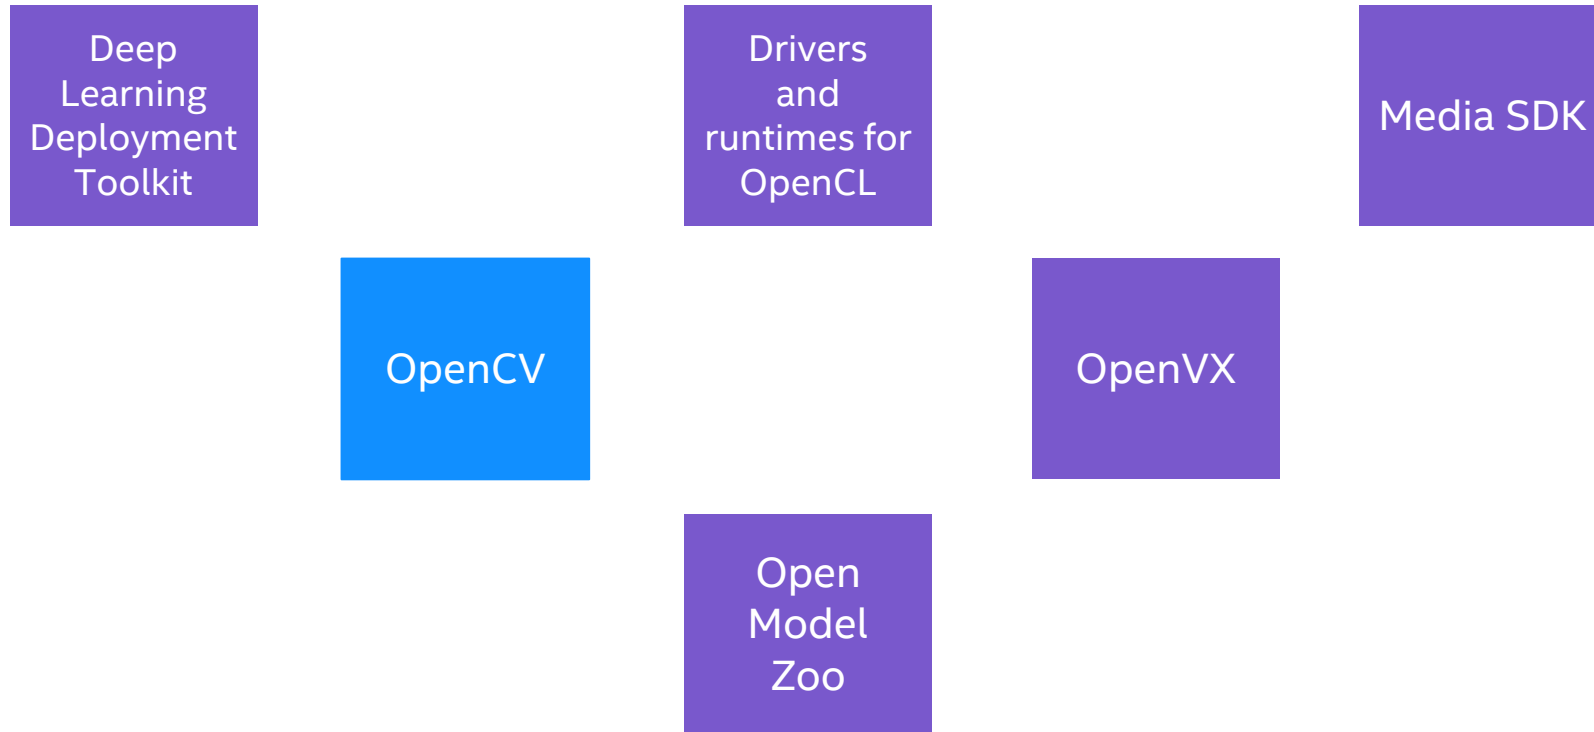 Deep
Learning
Deployment
Toolkit
Drivers
and
runtimes for
OpenCL
Media SDK
OpenCV
OpenVX
Open
Model
Zoo